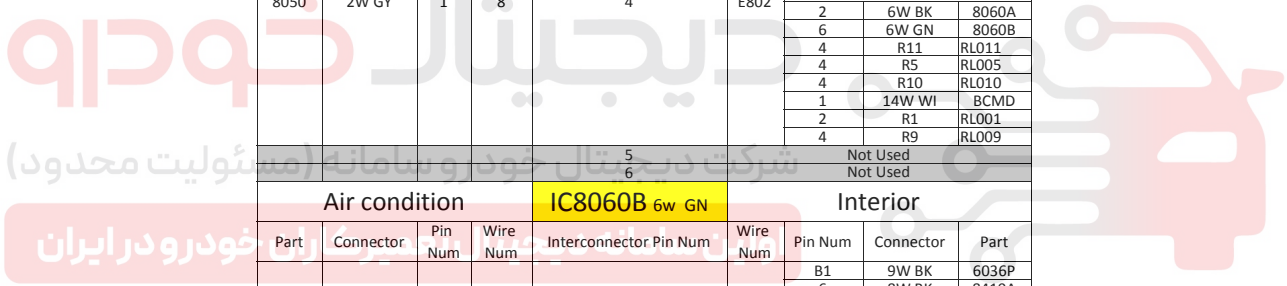 8050 2W GY 1 8 4 E802
2 6W BK 8060A
6 6W GN 8060B
4 R11 RL011
4 R5 RL005
4 R10 RL010
1 14W WI BCMD
2 R1 RL001
4 R9 RL009
5 Not Used
6 Not Used
دیجیتال خودرو
شرکت دیجیتال خودرو سامانه (مسئولیت محدود)
اولین سامانه دیجیتال تعمیرکاران خودرو در ایران
Air condition IC8060B 6w GN Interior
Part Connector Pin Num Wire Num Interconnector Pin Num Wire Num Pin Num Connector Part
B1 9W BK 6036P